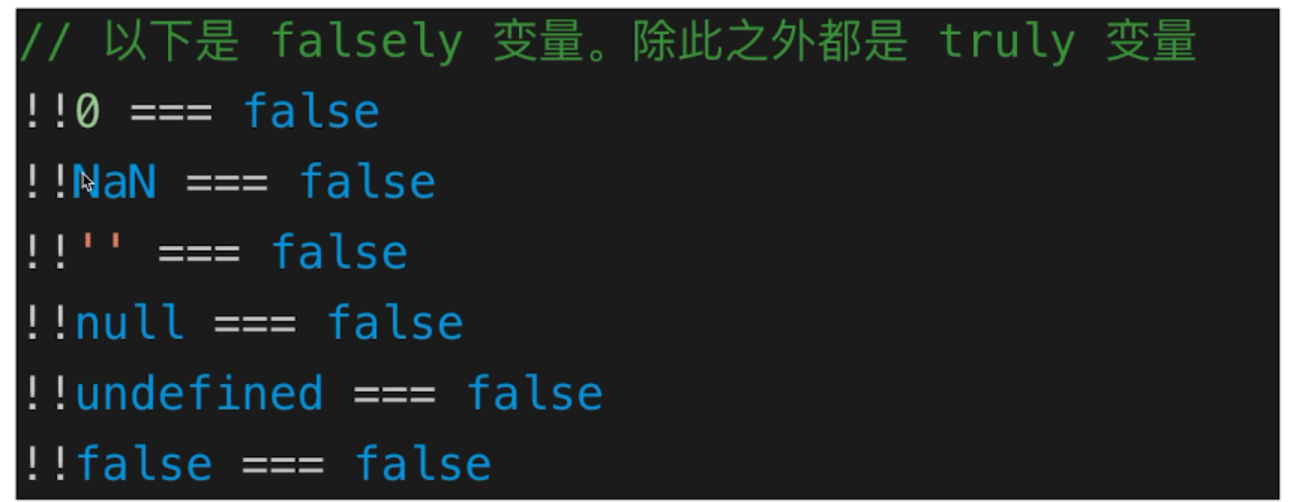 // 以下是 falsely 变量。除此之外都是 truly 变量
!!0 === false
!!NaN === false
!!'' === false
!!null === false
!!undefined === false
!!false === false